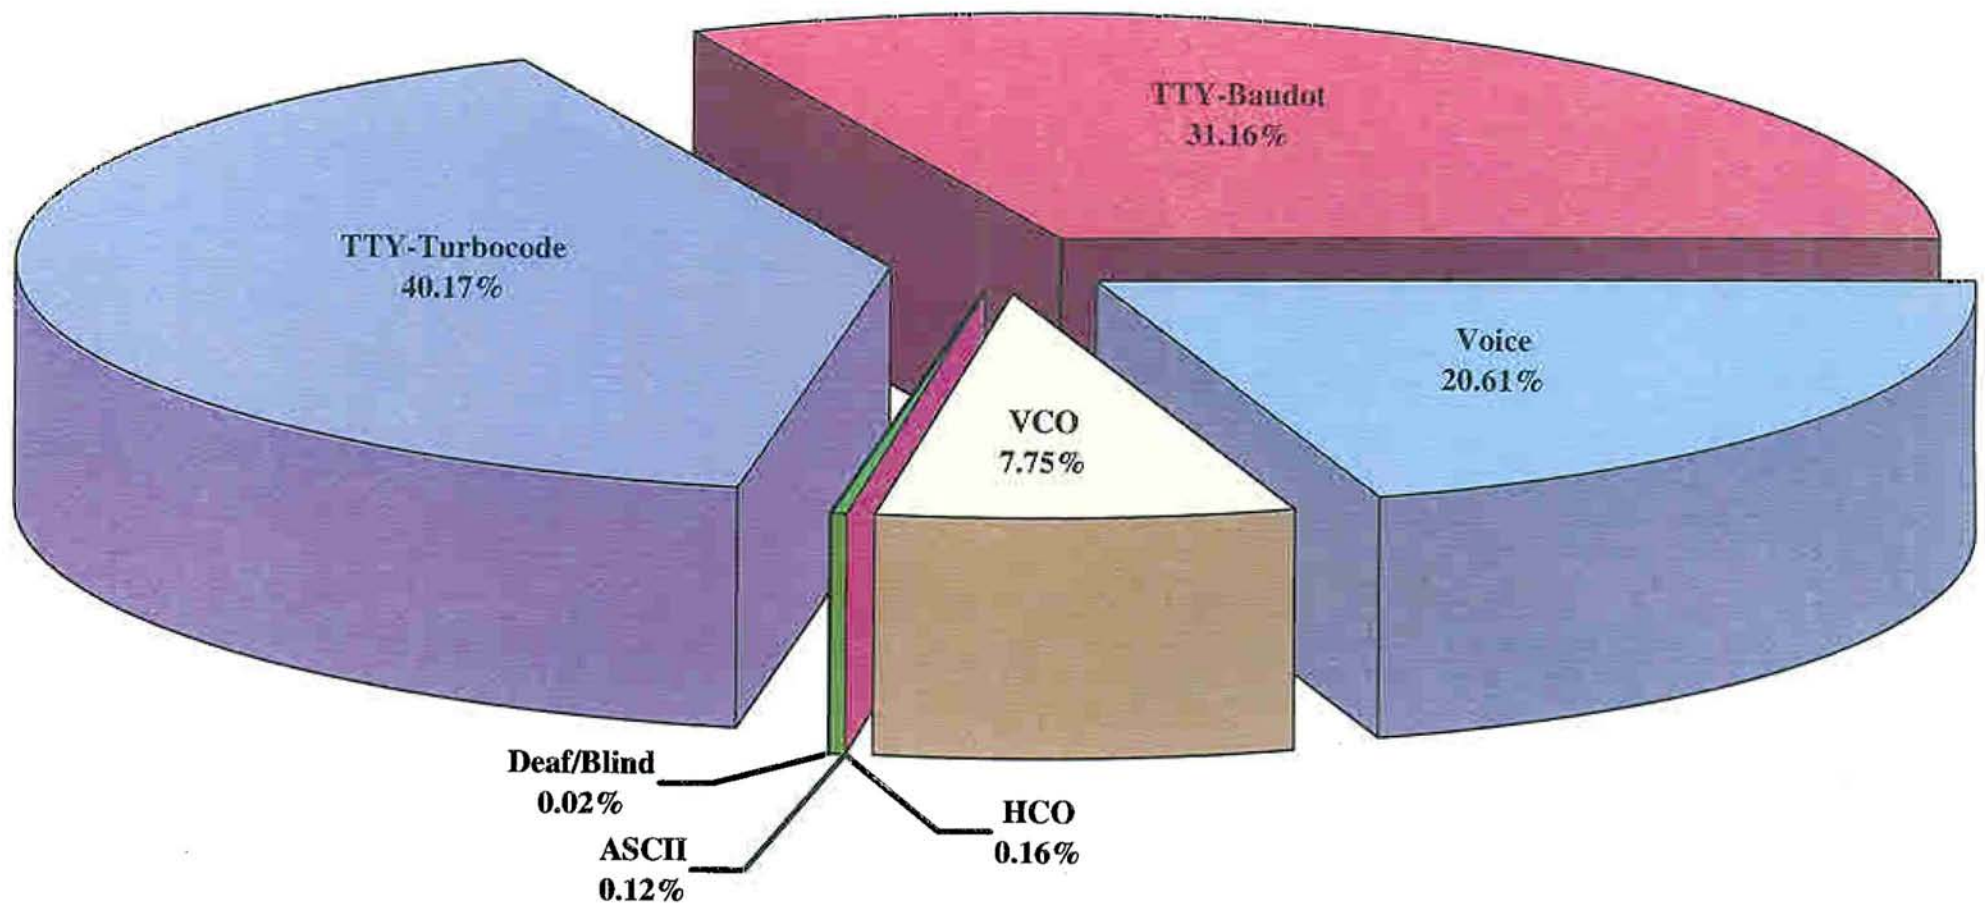 TTY-Baudot
31.16%
TTY-Turbocode
40.17%
Voice
20.61%
VCO
7.75%
Deaf/Blind
0.02%
HCO
0.16%
ASCII
0.12%